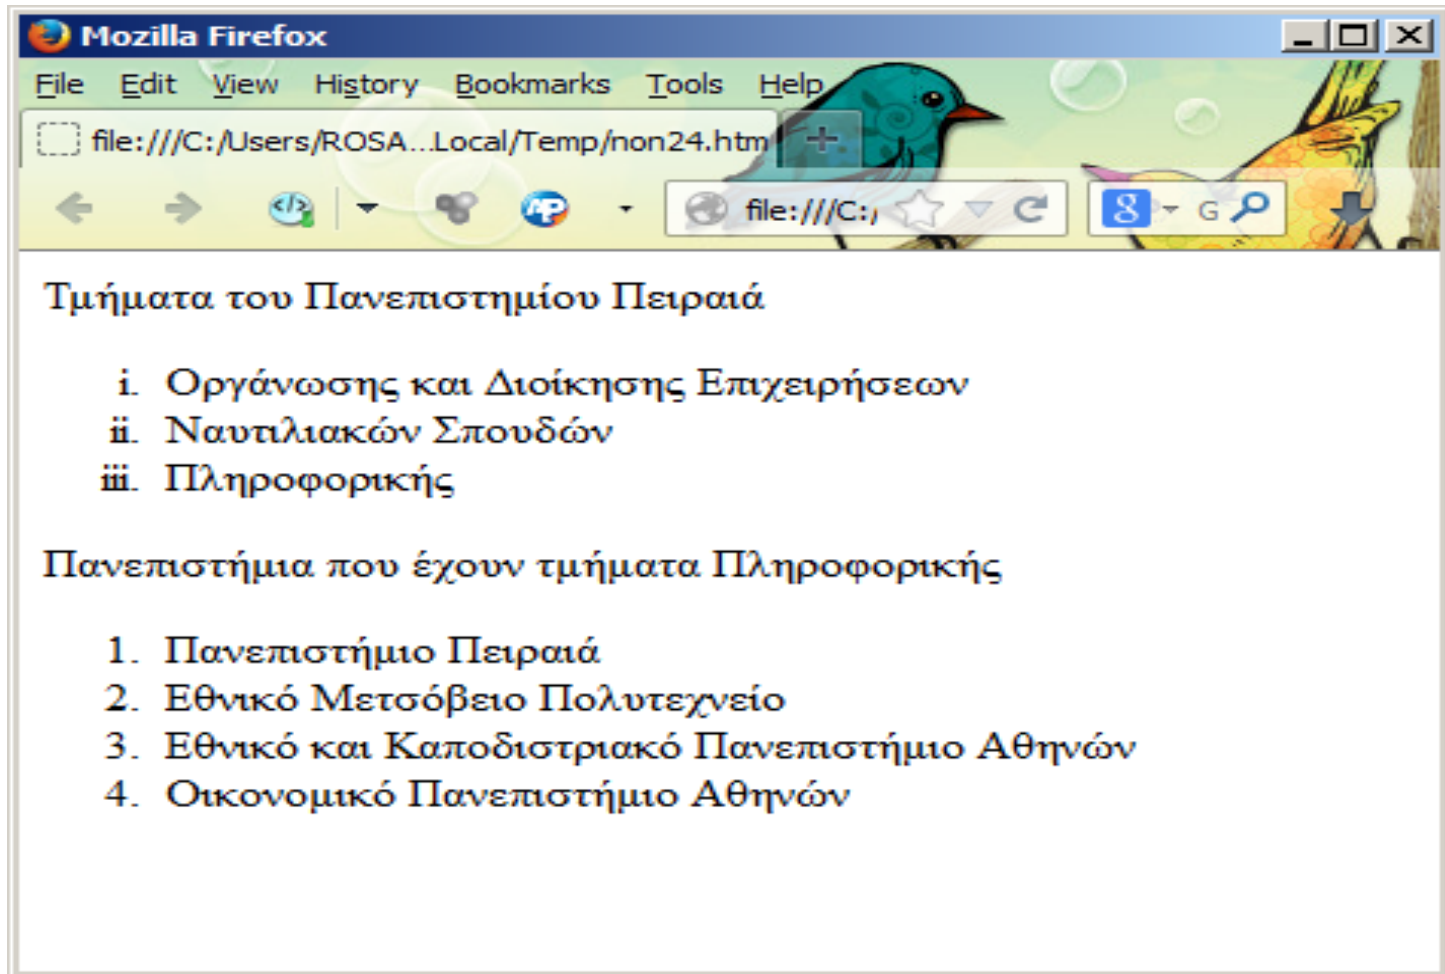 Mozilla Firefox
File Edit View History Bookmarks Tools Help
file:///C:/Users/ROSA...Local/Temp/non24.htm
file:///C:/ 8 G
Τμήματα του Πανεπιστημίου Πειραιά
i. Οργάνωσης και Διοίκησης Επιχειρήσεων
ii. Ναυτιλιακών Σπουδών
iii. Πληροφορικής
Πανεπιστήμια που έχουν τμήματα Πληροφορικής
1. Πανεπιστήμιο Πειραιά
2. Εθνικό Μετσόβειο Πολυτεχνείο
3. Εθνικό και Καποδιστριακό Πανεπιστήμιο Αθηνών
4. Οικονομικό Πανεπιστήμιο Αθηνών